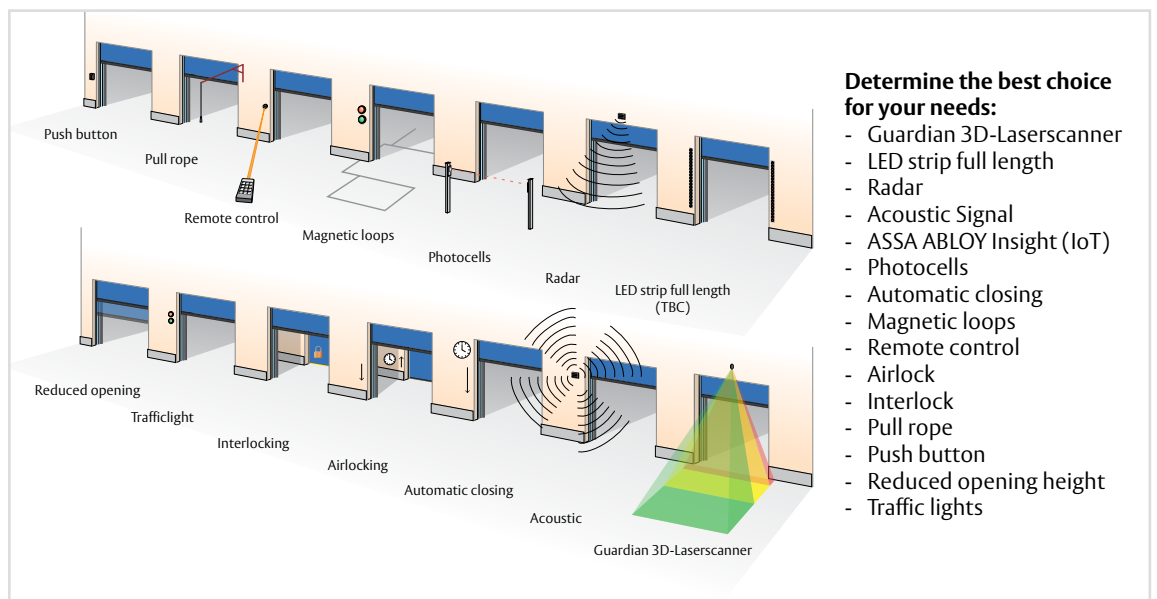 Push button
Pull rope
Remote control
Magnetic loops
Photocells
Radar
LED strip full length
(TBC)
Reduced opening
Trafficlight
Interlocking
Airlocking
Automatic closing
Acoustic
Guardian 3D-Laserscanner
Determine the best choice
for your needs:
- Guardian 3D-Laserscanner
- LED strip full length
- Radar
- Acoustic Signal
- ASSA ABLOY Insight (IoT)
- Photocells
- Automatic closing
- Magnetic loops
- Remote control
- Airlock
- Interlock
- Pull rope
- Push button
- Reduced opening height
- Traffic lights